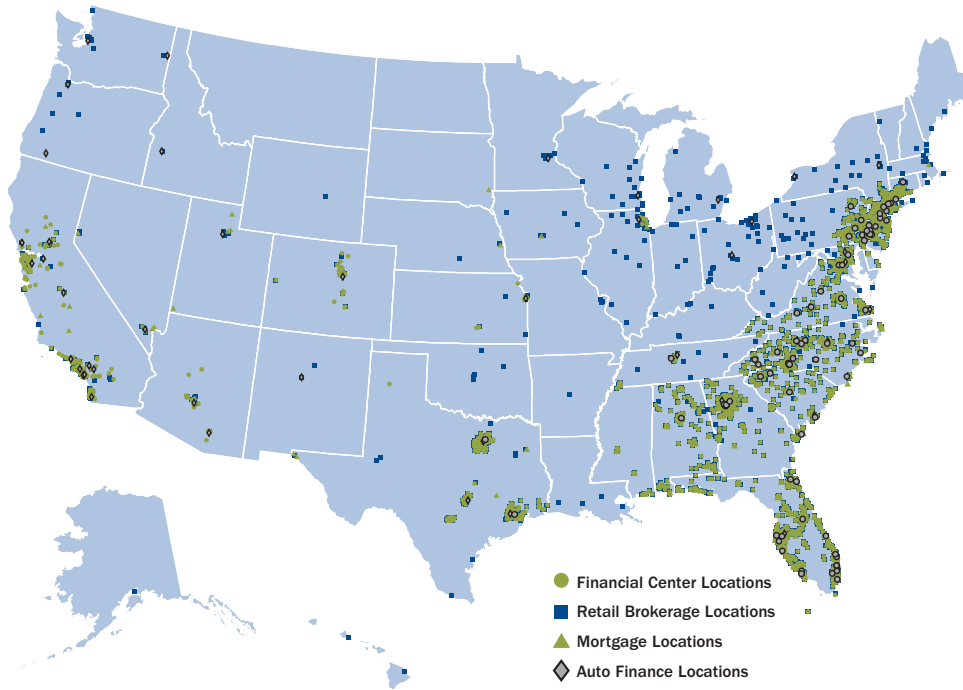 Financial Center Locations
Retail Brokerage Locations
Mortgage Locations
Auto Finance Locations